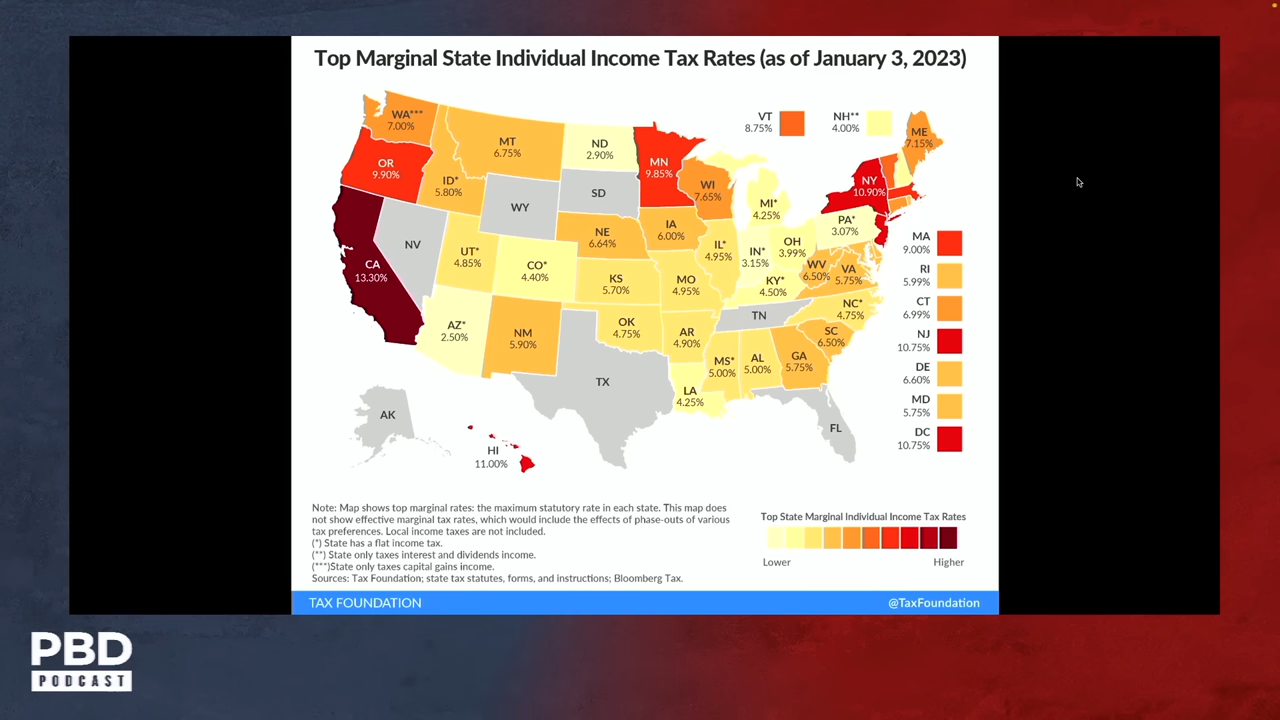 Top Marginal State Individual Income Tax Rates (as of January 3, 2023)
WA***
7.00%
OR
9.90%
CA
13.30%
NV
ID*
5.80%
MT
6.75%
WY
UT*
4.85%
AZ*
2.50%
CO*
4.40%
NM
5.90%
ND
2.90%
SD
NE
6.64%
KS
5.70%
OK
4.75%
TX
MN
9.85%
IA
6.00%
MO
4.95%
AR
4.90%
LA
4.25%
WI
7.65%
IL*
4.95%
MS*
5.00%
MI*
4.25%
IN*
3.15%
KY*
4.50%
TN
AL
5.00%
OH
3.99%
GA
5.75%
FL
WV
6.50%
VA
5.75%
NC*
4.75%
SC
6.50%
PA*
3.07%
NY
10.90%
VT
8.75%
NH**
4.00%
ME
7.15%
MA
9.00%
RI
5.99%
CT
6.99%
NJ
10.75%
DE
6.60%
MD
5.75%
DC
10.75%
AK
HI
11.00%
Note: Map shows top marginal rates: the maximum statutory rate in each state. This map does
not show effective marginal tax rates, which would include the effects of phase-outs of various
tax preferences. Local income taxes are not included.
(*) State has a flat income tax.
(**) State only taxes interest and dividends income.
(***)State only taxes capital gains income.
Sources: Tax Foundation; state tax statutes, forms, and instructions; Bloomberg Tax.
Top State Marginal Individual Income Tax Rates
Lower
Higher
TAX FOUNDATION
@TaxFoundation
PBD
PODCAST